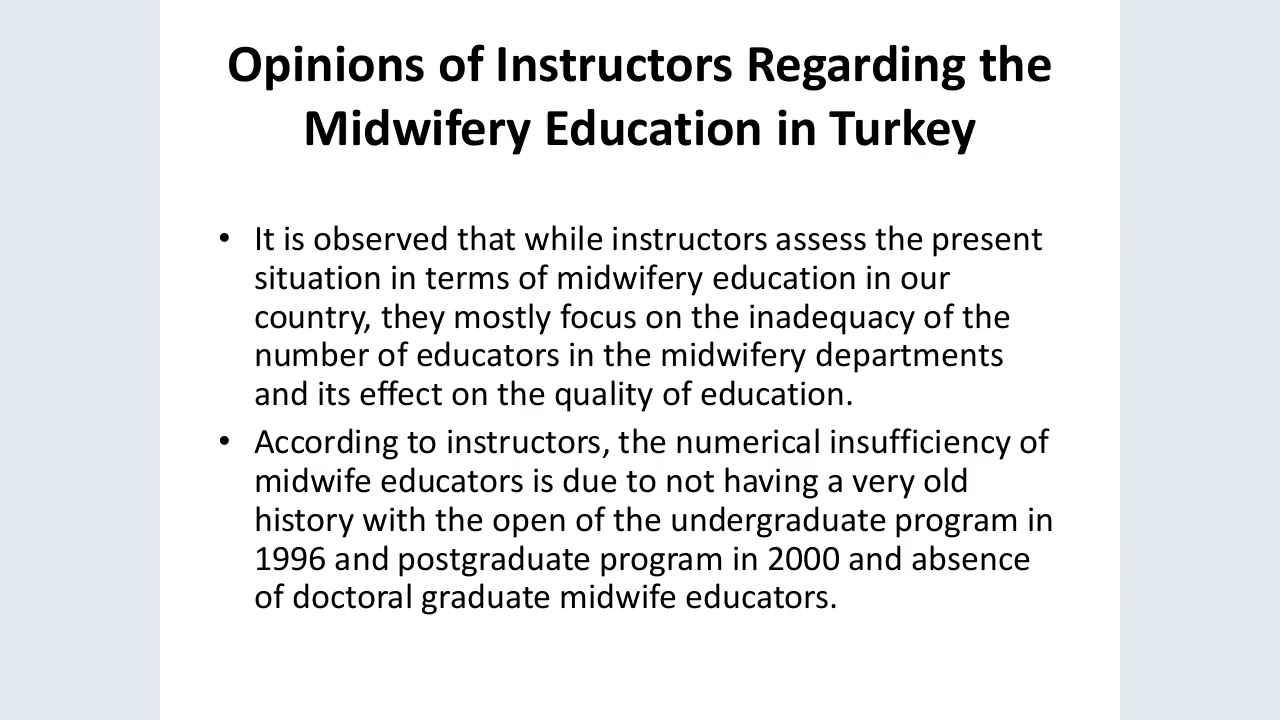 Opinions of Instructors Regarding the
Midwifery Education in Turkey
• It is observed that while instructors assess the present
situation in terms of midwifery education in our
country, they mostly focus on the inadequacy of the
number of educators in the midwifery departments
and its effect on the quality of education.
• According to instructors, the numerical insufficiency of
midwife educators is due to not having a very old
history with the open of the undergraduate program in
1996 and postgraduate program in 2000 and absence
of doctoral graduate midwife educators.